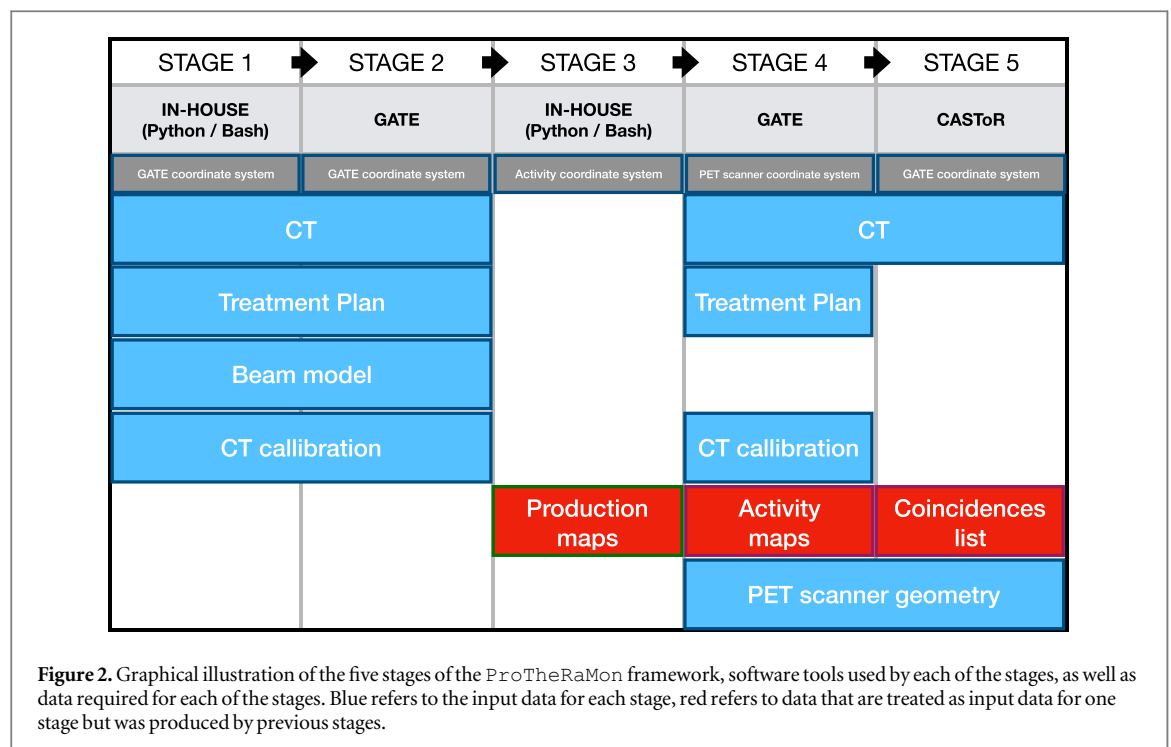 STAGE 1 STAGE 2 STAGE 3 STAGE 4 STAGE 5
IN-HOUSE
(Python / Bash)
GATE
IN-HOUSE
(Python / Bash)
GATE
CASToR
GATE coordinate system GATE coordinate system Activity coordinate system PET scanner coordinate system GATE coordinate system
CT CT
Treatment Plan Treatment Plan
Beam model
CT callibration CT callibration
Production
maps
Activity
maps
Coincidences
list
PET scanner geometry
Figure 2. Graphical illustration of the five stages of the ProTheRaMon framework, software tools used by each of the stages, as well as
data required for each of the stages. Blue refers to the input data for each stage, red refers to data that are treated as input data for one
stage but was produced by previous stages.